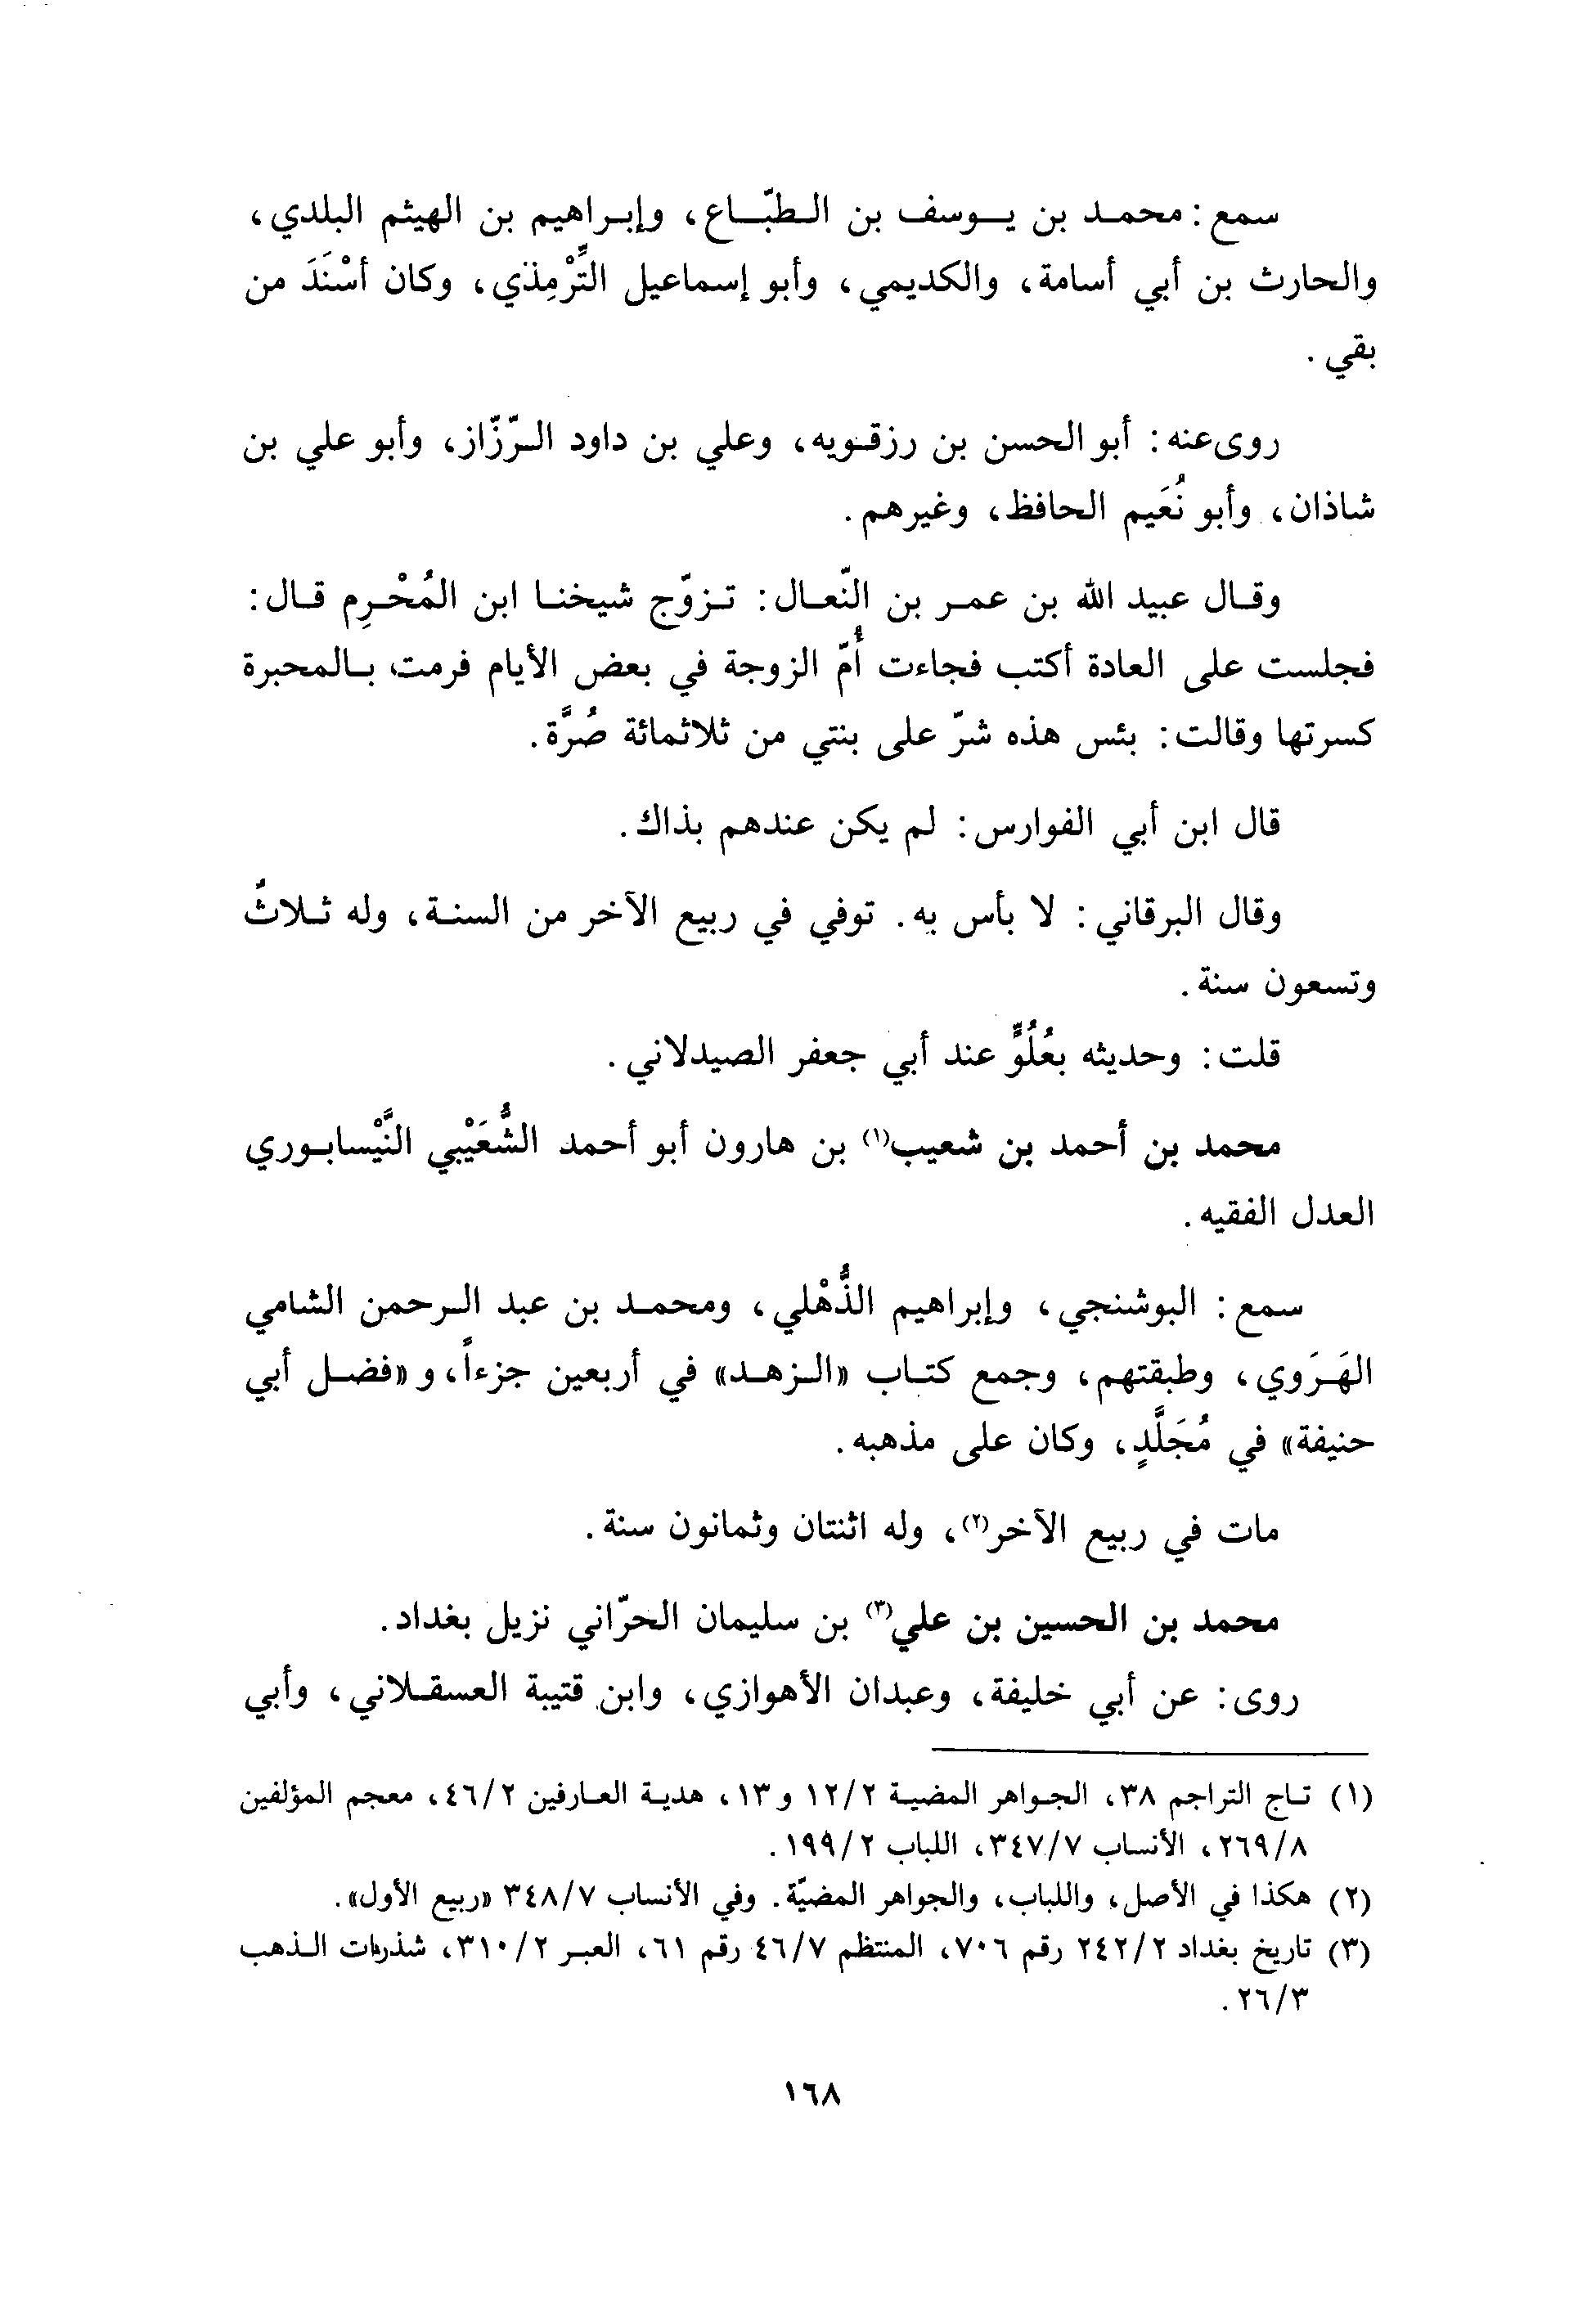 سمع: محمد بن يوسف بن الطبّاع، وإبراهيم بن الهيثم البلدي،
والحارث بن أبي أسامة، والكديمي، وأبو إسماعيل التِّرْمِذي، وكان أسْنَدَ من
بقي.
روى عنه: أبو الحسن بن رزقويه، وعلي بن داود الرّزّاز، وأبو علي بن
شاذان، وأبو نُعَيم الحافظ، وغيرهم.
وقال عبيد الله بن عمر بن النّعال: تزوّج شيخنا ابن المُحْرِم قال:
فجلست على العادة أكتب فجاءت أُمّ الزوجة في بعض الأيام فرمت بالمحبرة
كسرتها وقالت: بئس هذه شرّ على بنتي من ثلاثمائة صُرَّة.
قال ابن أبي الفوارس: لم يكن عندهم بذاك.
وقال البرقاني: لا بأس به. توفي في ربيع الآخر من السنة، وله ثلاثٌ
وتسعون سنة.
قلت: وحديثه بعُلُوٍّ عند أبي جعفر الصيدلاني.
محمد بن أحمد بن شعيب(١) بن هارون أبو أحمد الشُّعَيْبي النَّيْسابوري
العدل الفقيه.
سمع: البوشنجي، وإبراهيم الذُّهْلي، ومحمد بن عبد الرحمن الشامي
الهَرَوي، وطبقتهم، وجمع كتاب «الزهد» في أربعين جزءاً، و«فضل أبي
حنيفة» في مُجَلَّدٍ، وكان على مذهبه.
مات في ربيع الآخر(٢)، وله اثنتان وثمانون سنة.
محمد بن الحسين بن علي(٣) بن سليمان الحرّاني نزيل بغداد.
روى: عن أبي خليفة، وعبدان الأهوازي، وابن قتيبة العسقلاني، وأبي
(١) تاج التراجم ٣٨، الجواهر المضية ١٢/٢ و١٣، هدية العارفين ٤٦/٢، معجم المؤلفين
٢٦٩/٨، الأنساب ٣٤٧/٧، اللباب ١٩٩/٢.
(٢) هكذا في الأصل، واللباب، والجواهر المضيّة. وفي الأنساب ٣٤٨/٧ «ربيع الأول».
(٣) تاريخ بغداد ٢٤٢/٢ رقم ٧٠٦، المنتظم ٤٦/٧ رقم ٦١، العبر ٣١٠/٢، شذرات الذهب
٢٦/٣.
١٦٨